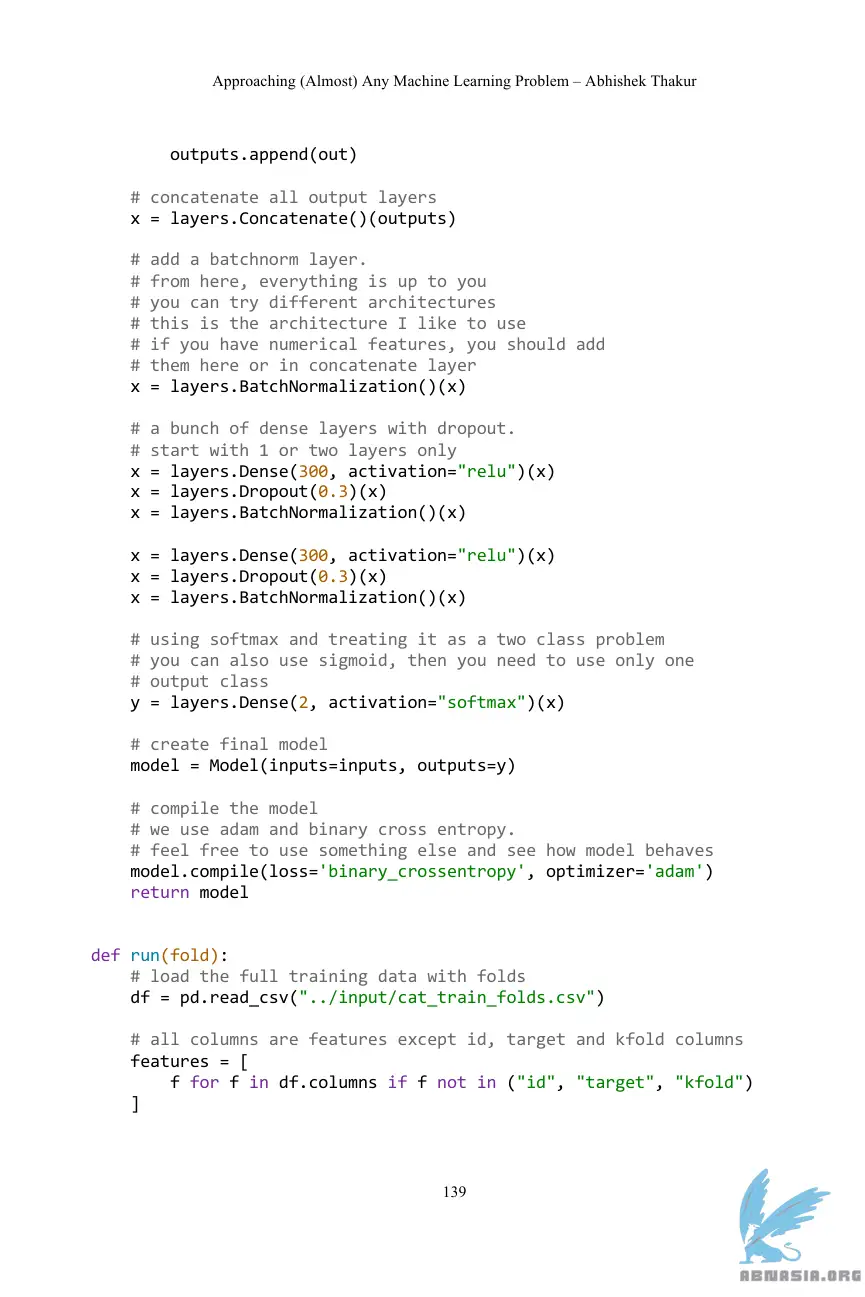 Approaching (Almost) Any Machine Learning Problem – Abhishek Thakur
        outputs.append(out)
    # concatenate all output layers
    x = layers.Concatenate()(outputs)
    # add a batchnorm layer.
    # from here, everything is up to you
    # you can try different architectures
    # this is the architecture I like to use
    # if you have numerical features, you should add
    # them here or in concatenate layer
    x = layers.BatchNormalization()(x)
    # a bunch of dense layers with dropout.
    # start with 1 or two layers only
    x = layers.Dense(300, activation="relu")(x)
    x = layers.Dropout(0.3)(x)
    x = layers.BatchNormalization()(x)
    x = layers.Dense(300, activation="relu")(x)
    x = layers.Dropout(0.3)(x)
    x = layers.BatchNormalization()(x)
    # using softmax and treating it as a two class problem
    # you can also use sigmoid, then you need to use only one
    # output class
    y = layers.Dense(2, activation="softmax")(x)
    # create final model
    model = Model(inputs=inputs, outputs=y)
    # compile the model
    # we use adam and binary cross entropy.
    # feel free to use something else and see how model behaves
    model.compile(loss='binary_crossentropy', optimizer='adam')
    return model
def run(fold):
    # load the full training data with folds
    df = pd.read_csv("../input/cat_train_folds.csv")
    # all columns are features except id, target and kfold columns
    features = [
        f for f in df.columns if f not in ("id", "target", "kfold")
    ]
139
ABNASIA.ORG